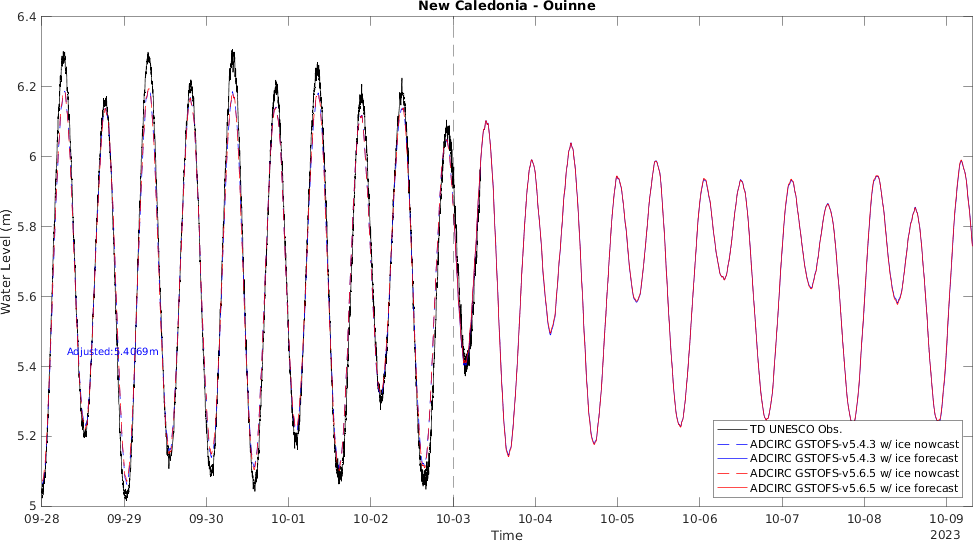 New Caledonia - Ouinne
6.4
6.2
6
5.8
5.6
5.4
5.2
5
Water Level (m)
Adjusted:5.4069m
TD UNESCO Obs.
ADCIRC GSTOFS-v5.4.3 w/ ice nowcast
ADCIRC GSTOFS-v5.4.3 w/ ice forecast
ADCIRC GSTOFS-v5.6.5 w/ ice nowcast
ADCIRC GSTOFS-v5.6.5 w/ ice forecast
09-28 09-29 09-30 10-01 10-02 10-03 10-04 10-05 10-06 10-07 10-08 10-09
2023
Time